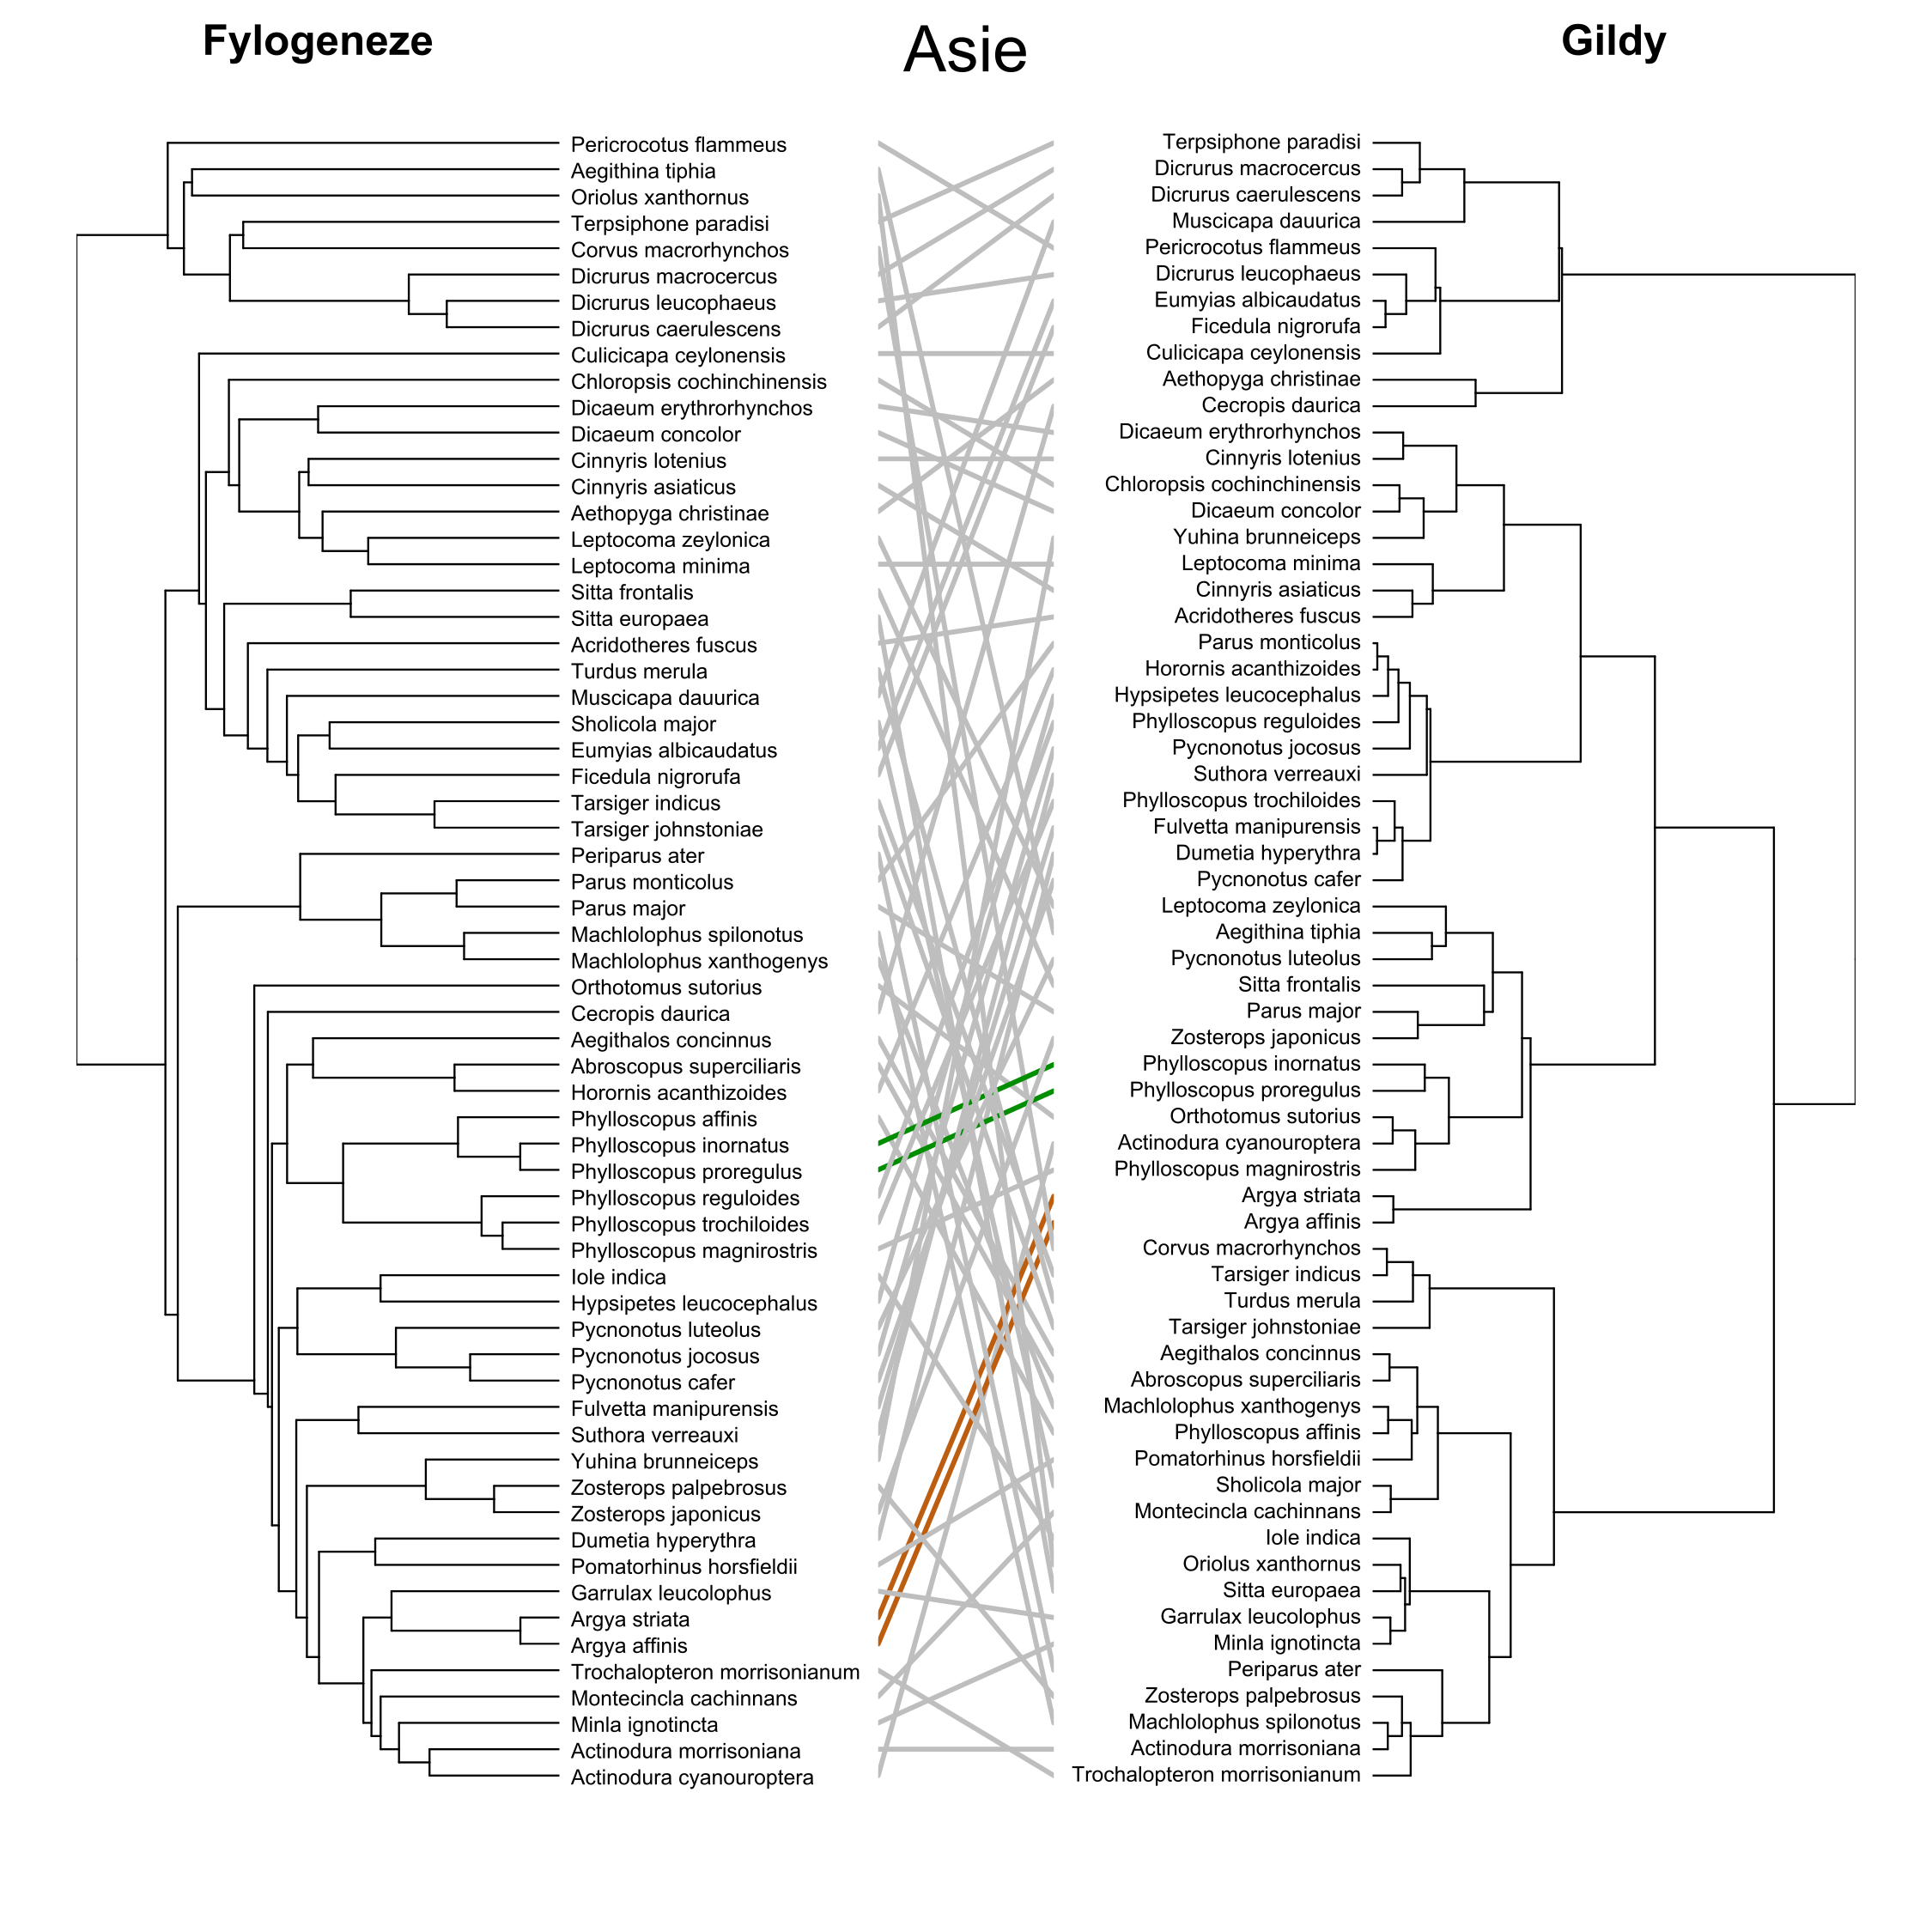 Fylogeneze
Asie
Gildy
Pericrocotus flammeus
Aegithina tiphia
Oriolus xanthornus
Terpsiphone paradisi
Corvus macrorhynchos
Dicrurus macrocercus
Dicrurus leucophaeus
Dicrurus caerulescens
Culicicapa ceylonensis
Chloropsis cochinchinensis
Dicaeum erythrorhynchos
Dicaeum concolor
Cinnyris lotenius
Cinnyris asiaticus
Aethopyga christinae
Leptocoma zeylonica
Leptocoma minima
Sitta frontalis
Sitta europaea
Acridotheres fuscus
Turdus merula
Muscicapa dauurica
Sholicola major
Eumyias albicaudatus
Ficedula nigrorufa
Tarsiger indicus
Tarsiger johnstoniae
Periparus ater
Parus monticolus
Parus major
Machlolophus spilonotus
Machlolophus xanthogenys
Orthotomus sutorius
Cecropis daurica
Aegithalos concinnus
Abroscopus superciliaris
Horornis acanthizoides
Phylloscopus affinis
Phylloscopus inornatus
Phylloscopus proregulus
Phylloscopus reguloides
Phylloscopus trochiloides
Phylloscopus magnirostris
Iole indica
Hypsipetes leucocephalus
Pycnonotus luteolus
Pycnonotus jocosus
Pycnonotus cafer
Fulvetta manipurensis
Suthora verreauxi
Yuhina brunneiceps
Zosterops palpebrosus
Zosterops japonicus
Dumetia hyperythra
Pomatorhinus horsfieldii
Garrulax leucolophus
Argya striata
Argya affinis
Trochalopteron morrisonianum
Montecincla cachinnans
Minla ignotincta
Actinodura morrisoniana
Actinodura cyanouroptera
Terpsiphone paradisi
Dicrurus macrocercus
Dicrurus caerulescens
Muscicapa dauurica
Pericrocotus flammeus
Dicrurus leucophaeus
Eumyias albicaudatus
Ficedula nigrorufa
Culicicapa ceylonensis
Aethopyga christinae
Cecropis daurica
Dicaeum erythrorhynchos
Cinnyris lotenius
Chloropsis cochinchinensis
Dicaeum concolor
Yuhina brunneiceps
Leptocoma minima
Cinnyris asiaticus
Acridotheres fuscus
Parus monticolus
Horornis acanthizoides
Hypsipetes leucocephalus
Phylloscopus reguloides
Pycnonotus jocosus
Suthora verreauxi
Phylloscopus trochiloides
Fulvetta manipurensis
Dumetia hyperythra
Pycnonotus cafer
Leptocoma zeylonica
Aegithina tiphia
Pycnonotus luteolus
Sitta frontalis
Parus major
Zosterops japonicus
Phylloscopus inornatus
Phylloscopus proregulus
Orthotomus sutorius
Actinodura cyanouroptera
Phylloscopus magnirostris
Argya striata
Argya affinis
Corvus macrorhynchos
Tarsiger indicus
Turdus merula
Tarsiger johnstoniae
Aegithalos concinnus
Abroscopus superciliaris
Machlolophus xanthogenys
Phylloscopus affinis
Pomatorhinus horsfieldii
Sholicola major
Montecincla cachinnans
Iole indica
Oriolus xanthornus
Sitta europaea
Garrulax leucolophus
Minla ignotincta
Periparus ater
Zosterops palpebrosus
Machlolophus spilonotus
Actinodura morrisoniana
Trochalopteron morrisonianum